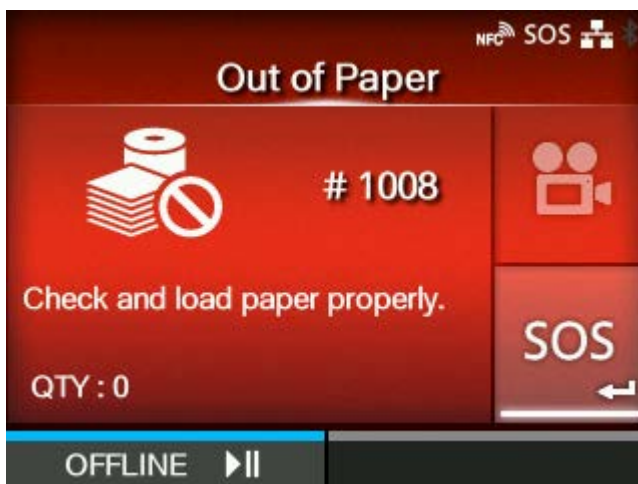 NFC SOS
Out of Paper
# 1008
Check and load paper properly.
SOS
QTY : 0
OFFLINE